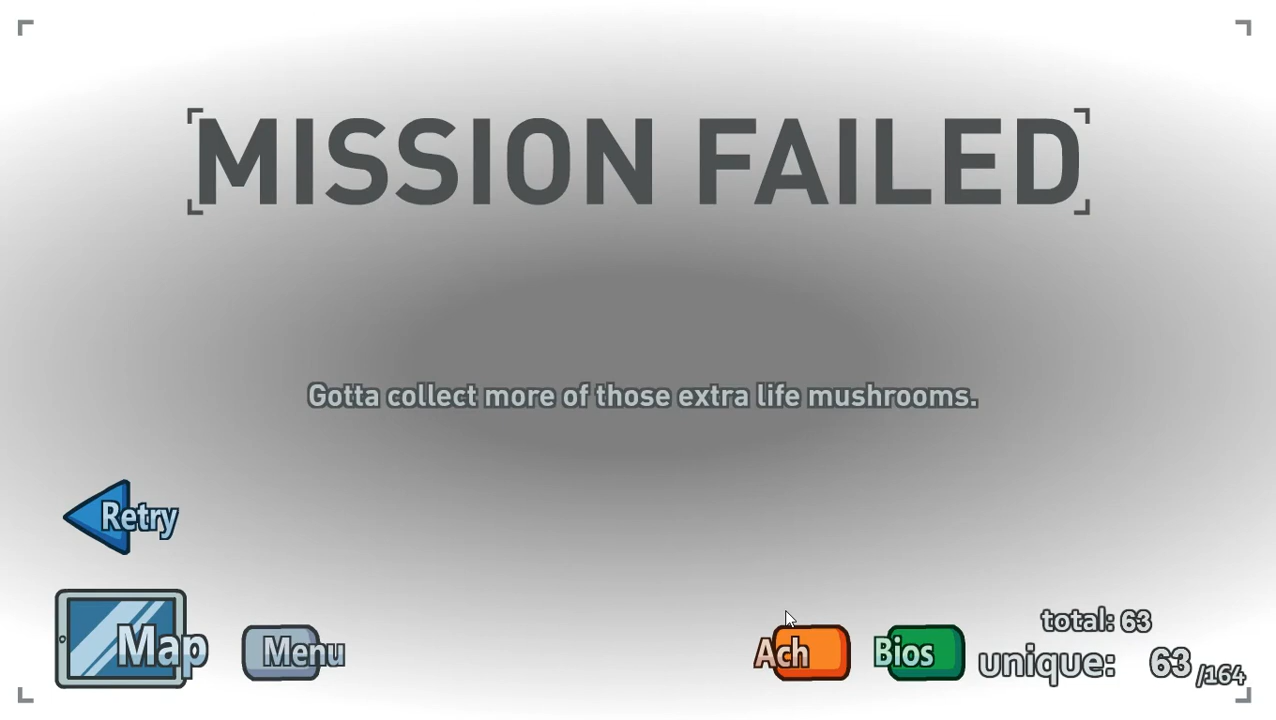 MISSION FAILED
Gotta collect more of those extra life mushrooms.
Retry
Map
Menu
Ach
Bios
total: 63
unique: 63 /164